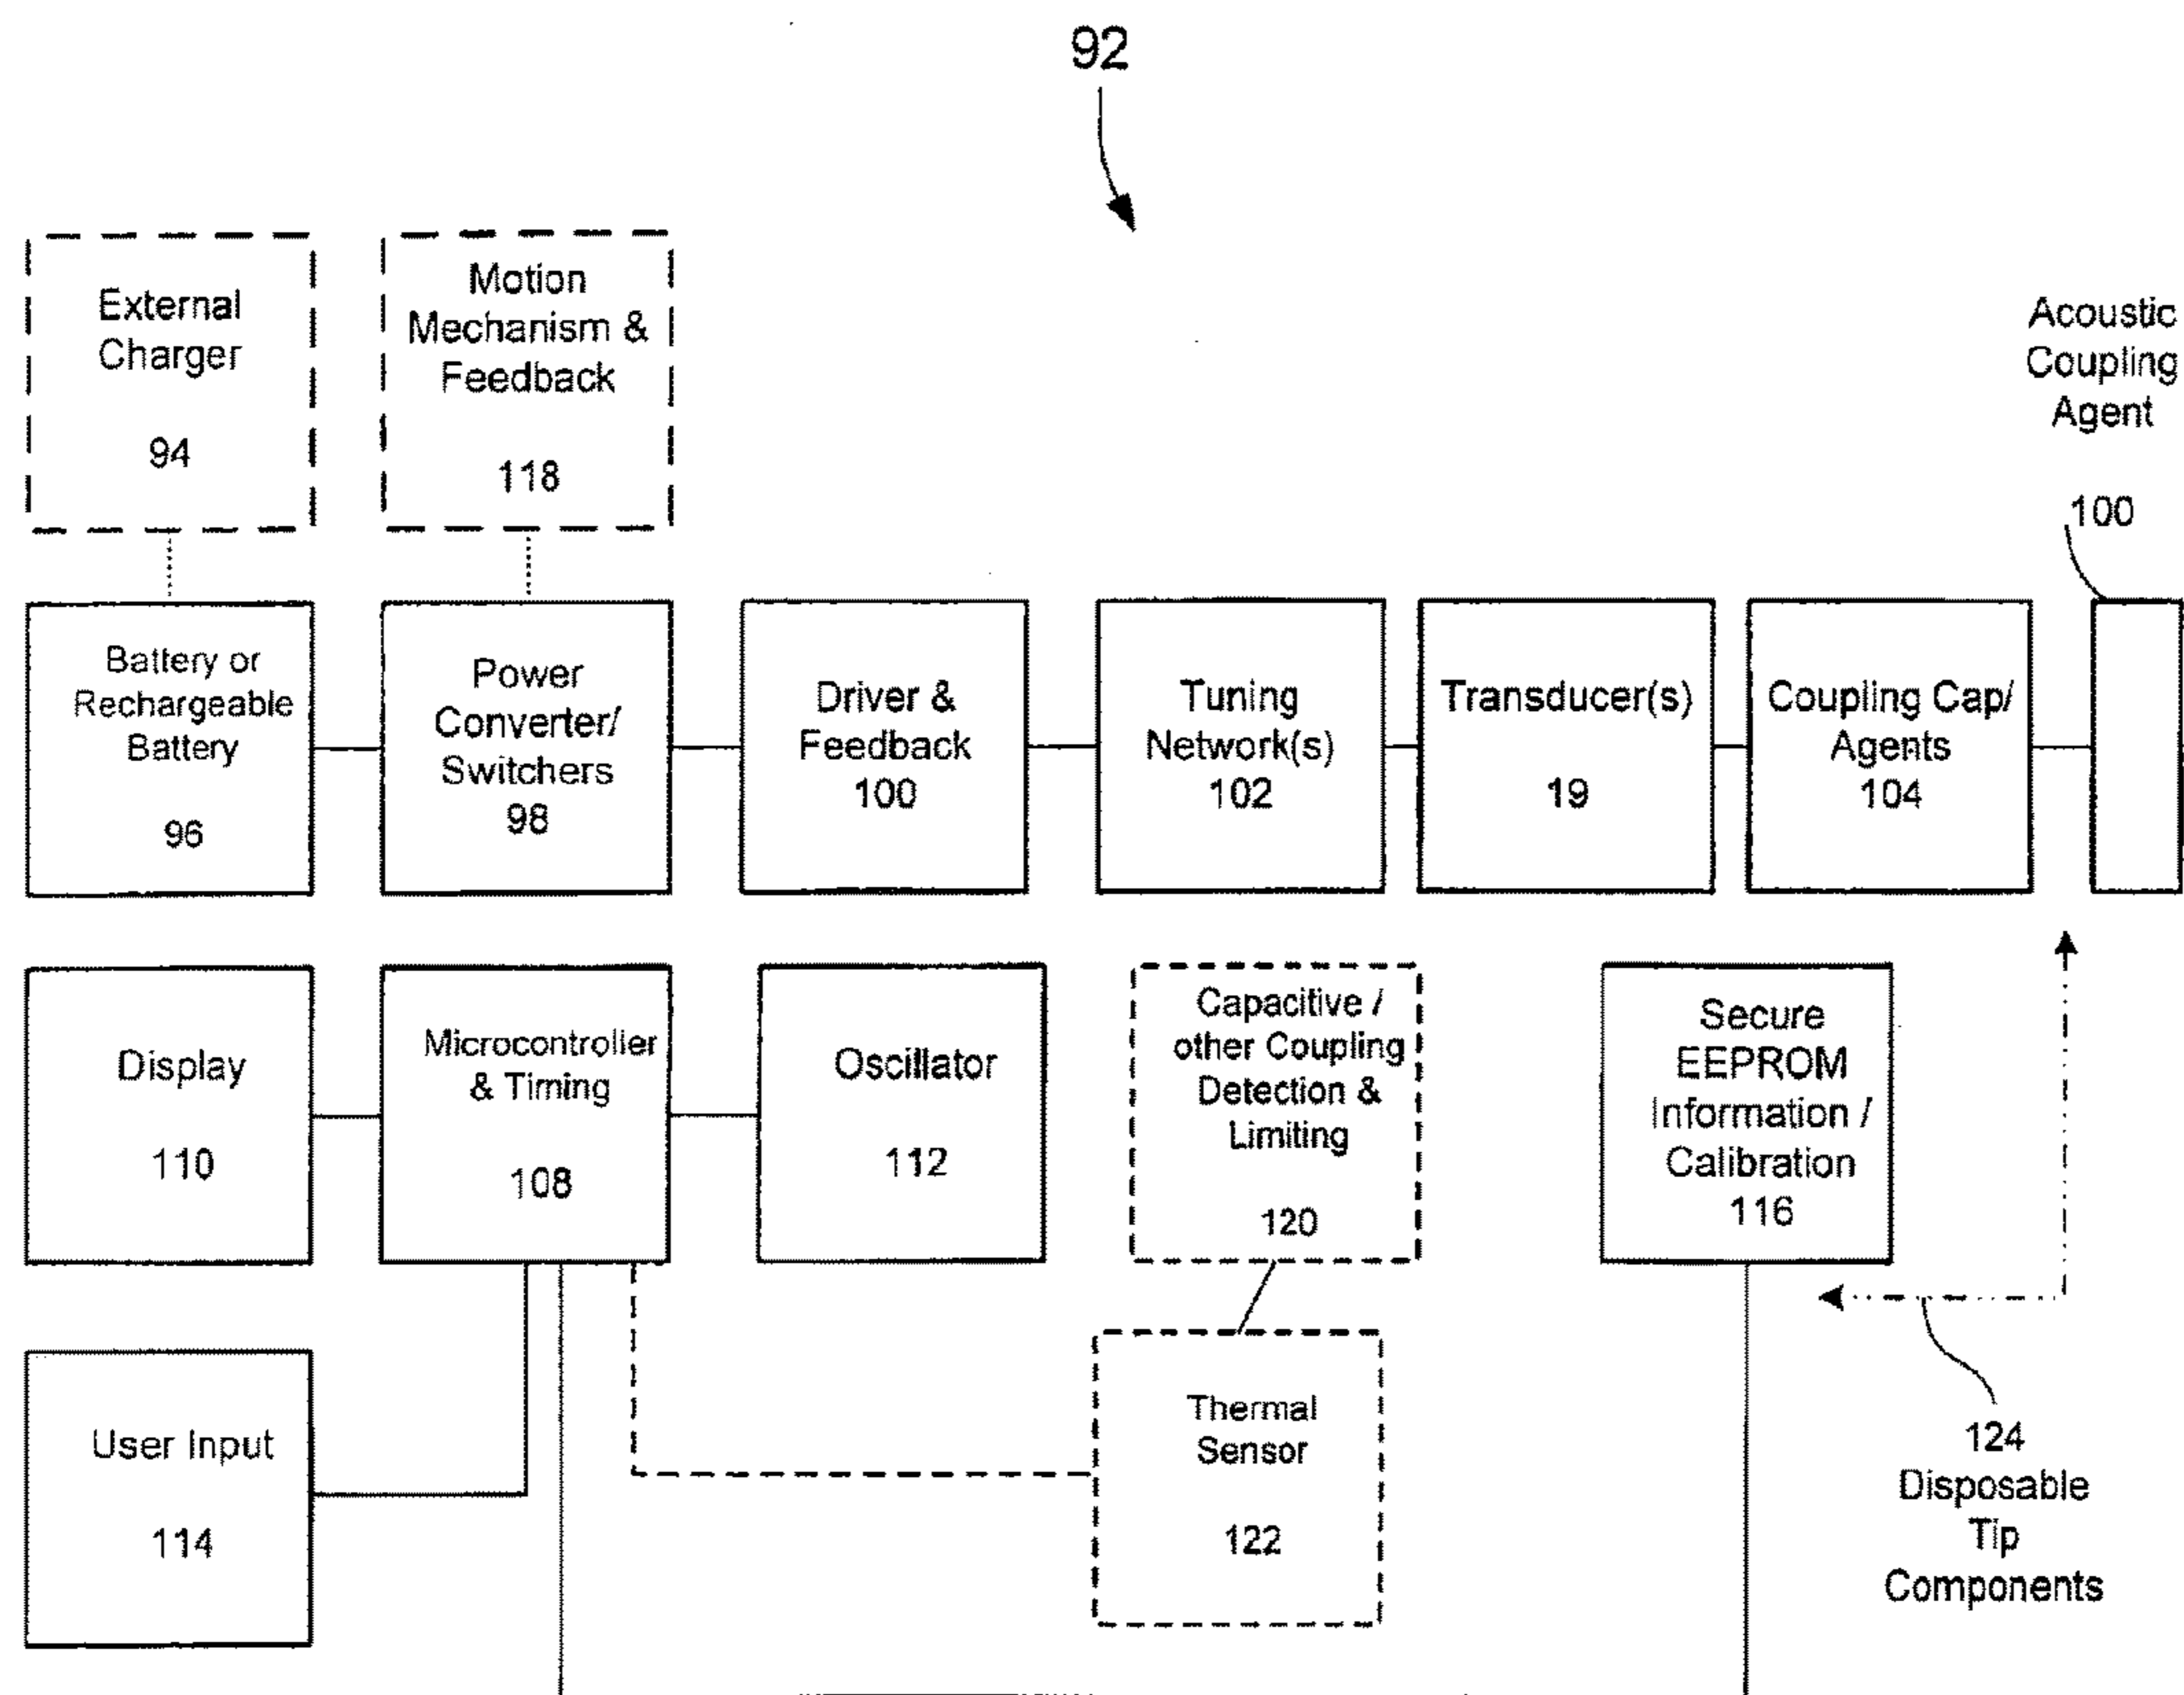 92
External
Charger
94
Motion
Mechanism &
Feedback
118
Acoustic
Coupling
Agent
100
Battery or
Rechargeable
Battery
96
Power
Converter/
Switchers
98
Driver &
Feedback
100
Tuning
Network(s)
102
Transducer(s)
19
Coupling Cap/
Agents
104
Display
110
Microcontroller
& Timing
108
Oscillator
112
Capacitive /
other Coupling
Detection &
Limiting
120
Secure
EEPROM
Information /
Calibration
116
User Input
114
Thermal
Sensor
122
124
Disposable
Tip
Components